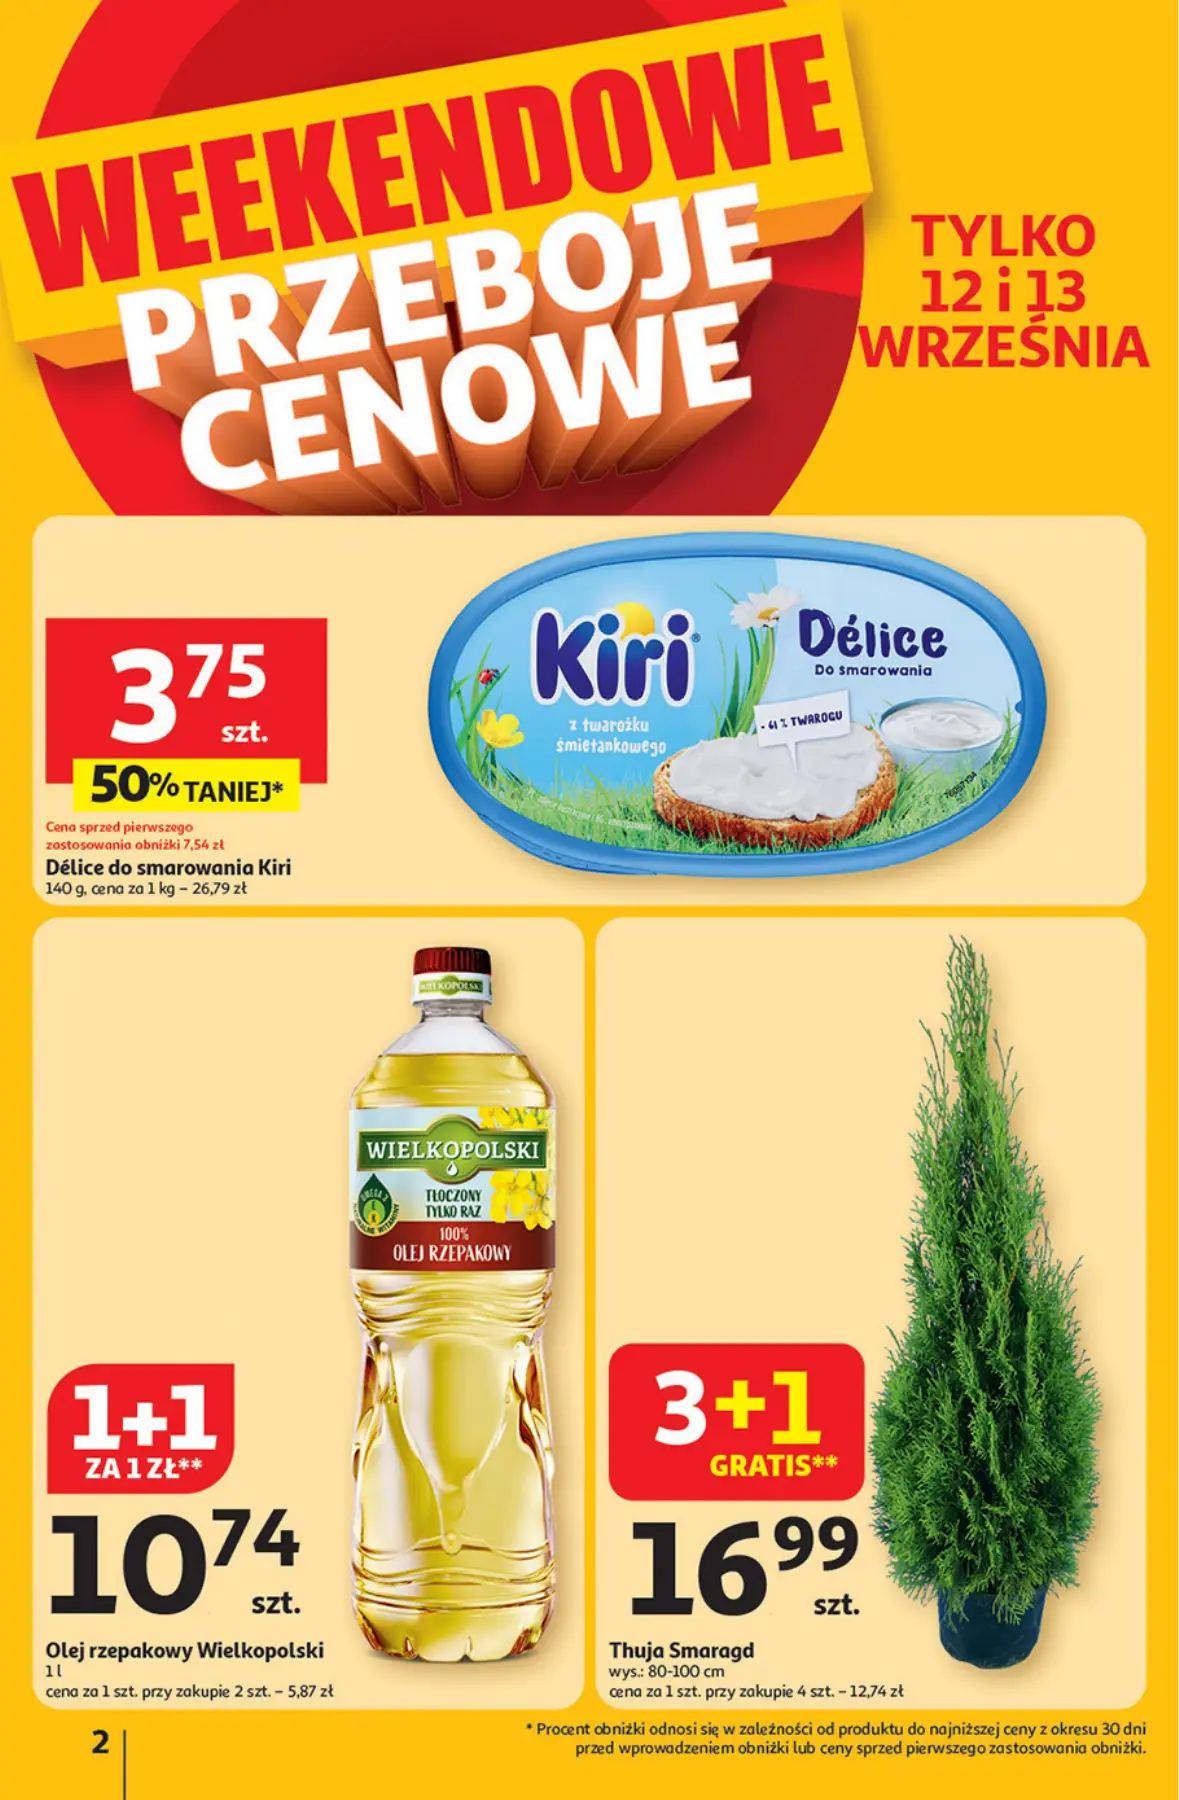 WEEKENDOWE
PRZEBOJE
CENOWE
TYLKO
12 i 13
WRZEŚNIA
3 75
szt.
50% TANIEJ*
Cena sprzed pierwszego
zastosowania obniżki 7,54 zł
Délice do smarowania Kiri
140 g, cena za 1 kg – 26,79 zł
Kiri®
z twarożku
śmietankowego
Délice
Do smarowania
- 61 % TWAROGU
WIELKOPOLSKI
WIELKOPOLSKI
TŁOCZONY
TYLKO RAZ
OMEGA 3
E
K
100%
OLEJ RZEPAKOWY
1+1
ZA 1 ZŁ**
10 74
szt.
Olej rzepakowy Wielkopolski
1 l
cena za 1 szt. przy zakupie 2 szt. – 5,87 zł
3+1
GRATIS**
16 99
szt.
Thuja Smaragd
wys.: 80-100 cm
cena za 1 szt. przy zakupie 4 szt. – 12,74 zł
* Procent obniżki odnosi się w zależności od produktu do najniższej ceny z okresu 30 dni
przed wprowadzeniem obniżki lub ceny sprzed pierwszego zastosowania obniżki.
2